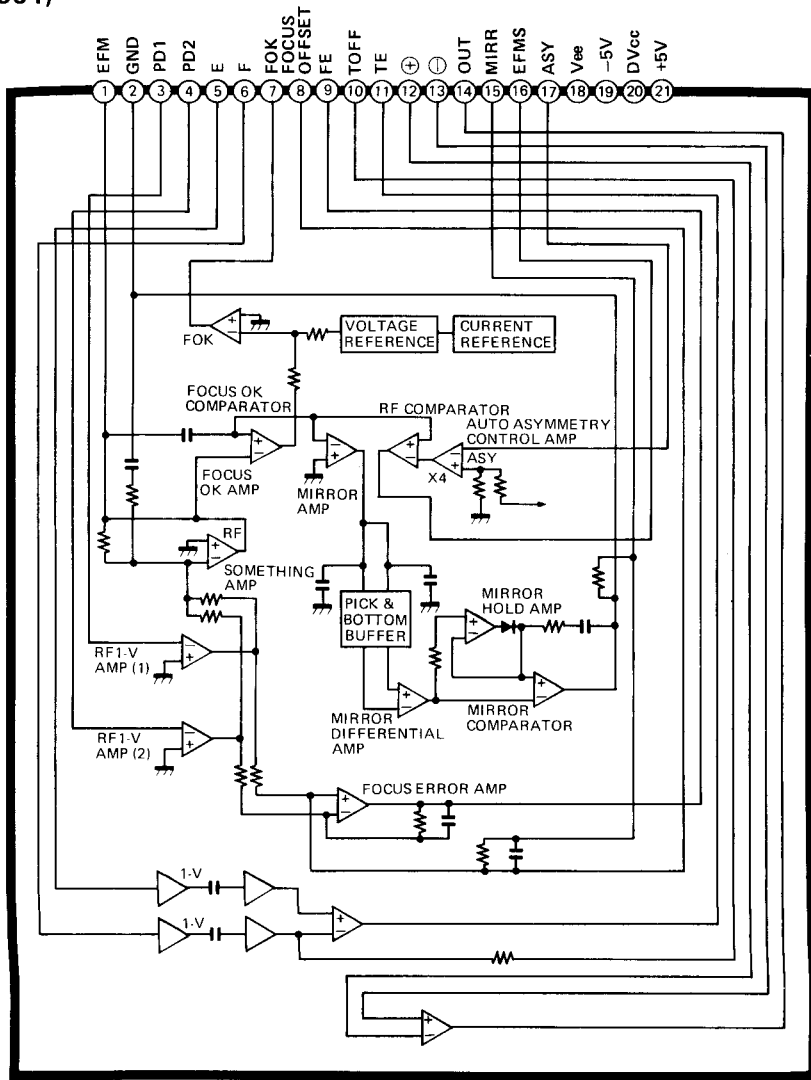 EFM
GND
PD1
PD2
E
F
FOK
FOCUS
OFFSET
FE
TOFF
TE
⊕
⊖
OUT
MIRR
EFMS
ASY
Vee
−5V
DVcc
+5V
1 2 3 4 5 6 7 8 9 10 11 12 13 14 15 16 17 18 19 20 21
FOK
VOLTAGE
REFERENCE
CURRENT
REFERENCE
FOCUS OK
COMPARATOR
RF COMPARATOR
AUTO ASYMMETRY
CONTROL AMP
ASY
X4
FOCUS
OK AMP
MIRROR
AMP
RF
SOMETHING
AMP
PICK &
BOTTOM
BUFFER
MIRROR
HOLD AMP
RF1-V
AMP (1)
MIRROR
DIFFERENTIAL
AMP
MIRROR
COMPARATOR
RF1-V
AMP (2)
FOCUS ERROR AMP
1-V
1-V